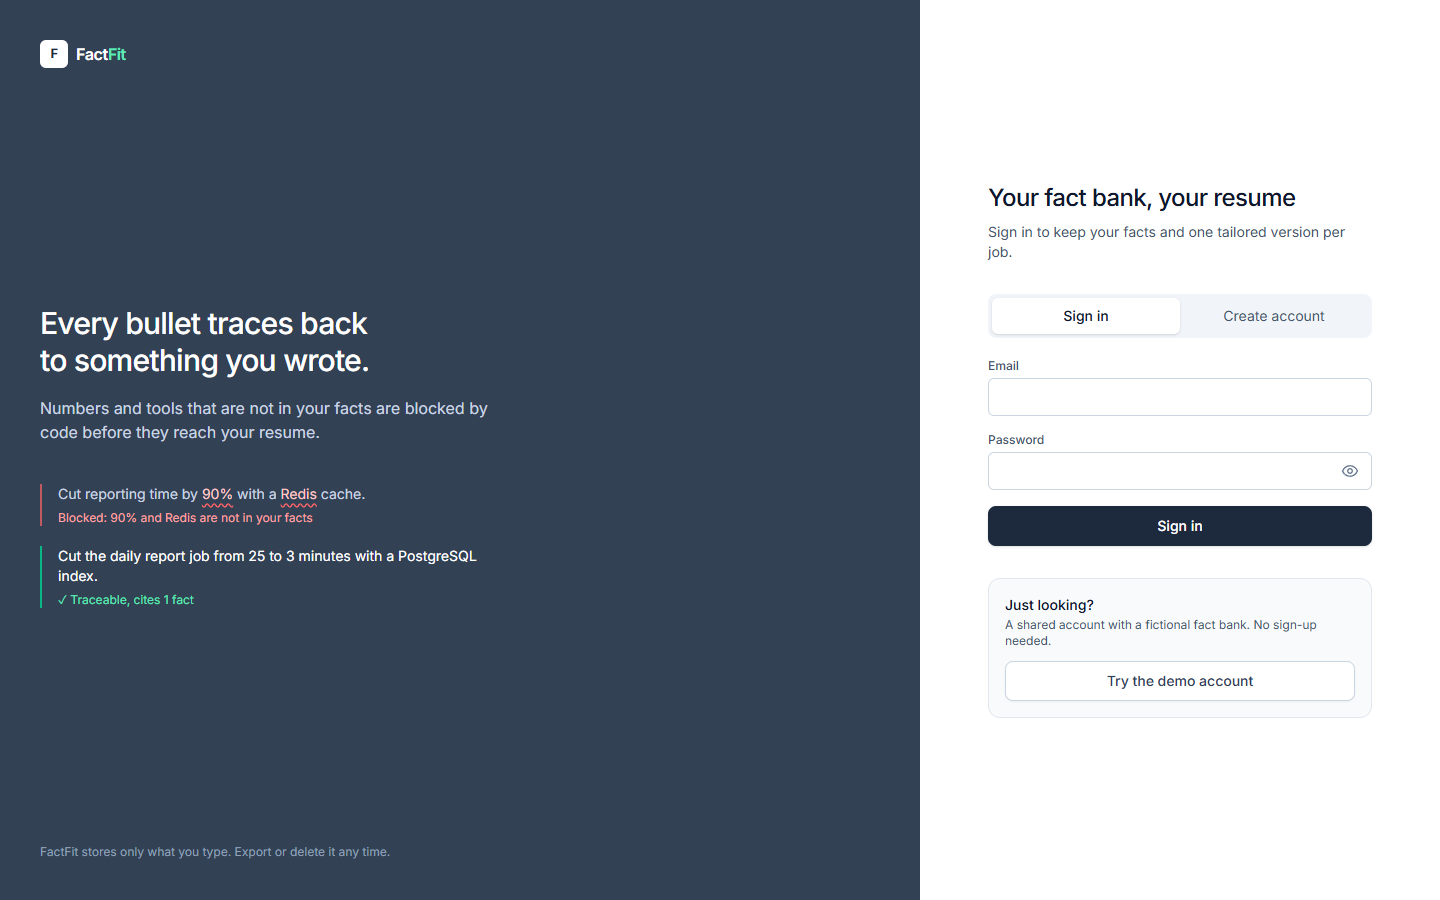 F FactFit
Every bullet traces back
to something you wrote.
Numbers and tools that are not in your facts are blocked by
code before they reach your resume.
Cut reporting time by 90% with a Redis cache.
Blocked: 90% and Redis are not in your facts
Cut the daily report job from 25 to 3 minutes with a PostgreSQL
index.
✓ Traceable, cites 1 fact
FactFit stores only what you type. Export or delete it any time.
Your fact bank, your resume
Sign in to keep your facts and one tailored version per
job.
Sign in Create account
Email
Password
Sign in
Just looking?
A shared account with a fictional fact bank. No sign-up
needed.
Try the demo account